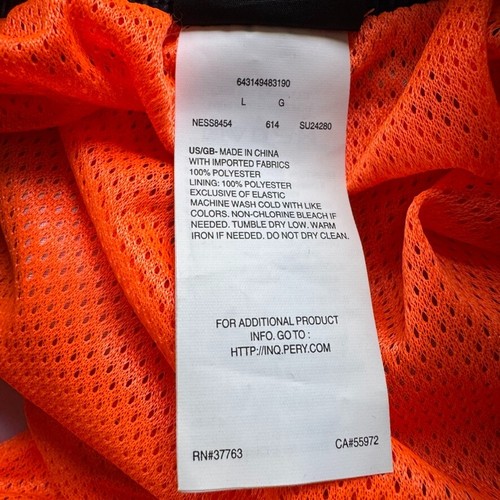 643149483190
L G
NESS8454 614 SU24280
US/GB- MADE IN CHINA
WITH IMPORTED FABRICS
100% POLYESTER
LINING: 100% POLYESTER
EXCLUSIVE OF ELASTIC
MACHINE WASH COLD WITH LIKE
COLORS. NON-CHLORINE BLEACH IF
NEEDED. TUMBLE DRY LOW. WARM
IRON IF NEEDED. DO NOT DRY CLEAN.
FOR ADDITIONAL PRODUCT
INFO. GO TO :
HTTP://INQ.PERY.COM
RN#37763 CA#55972